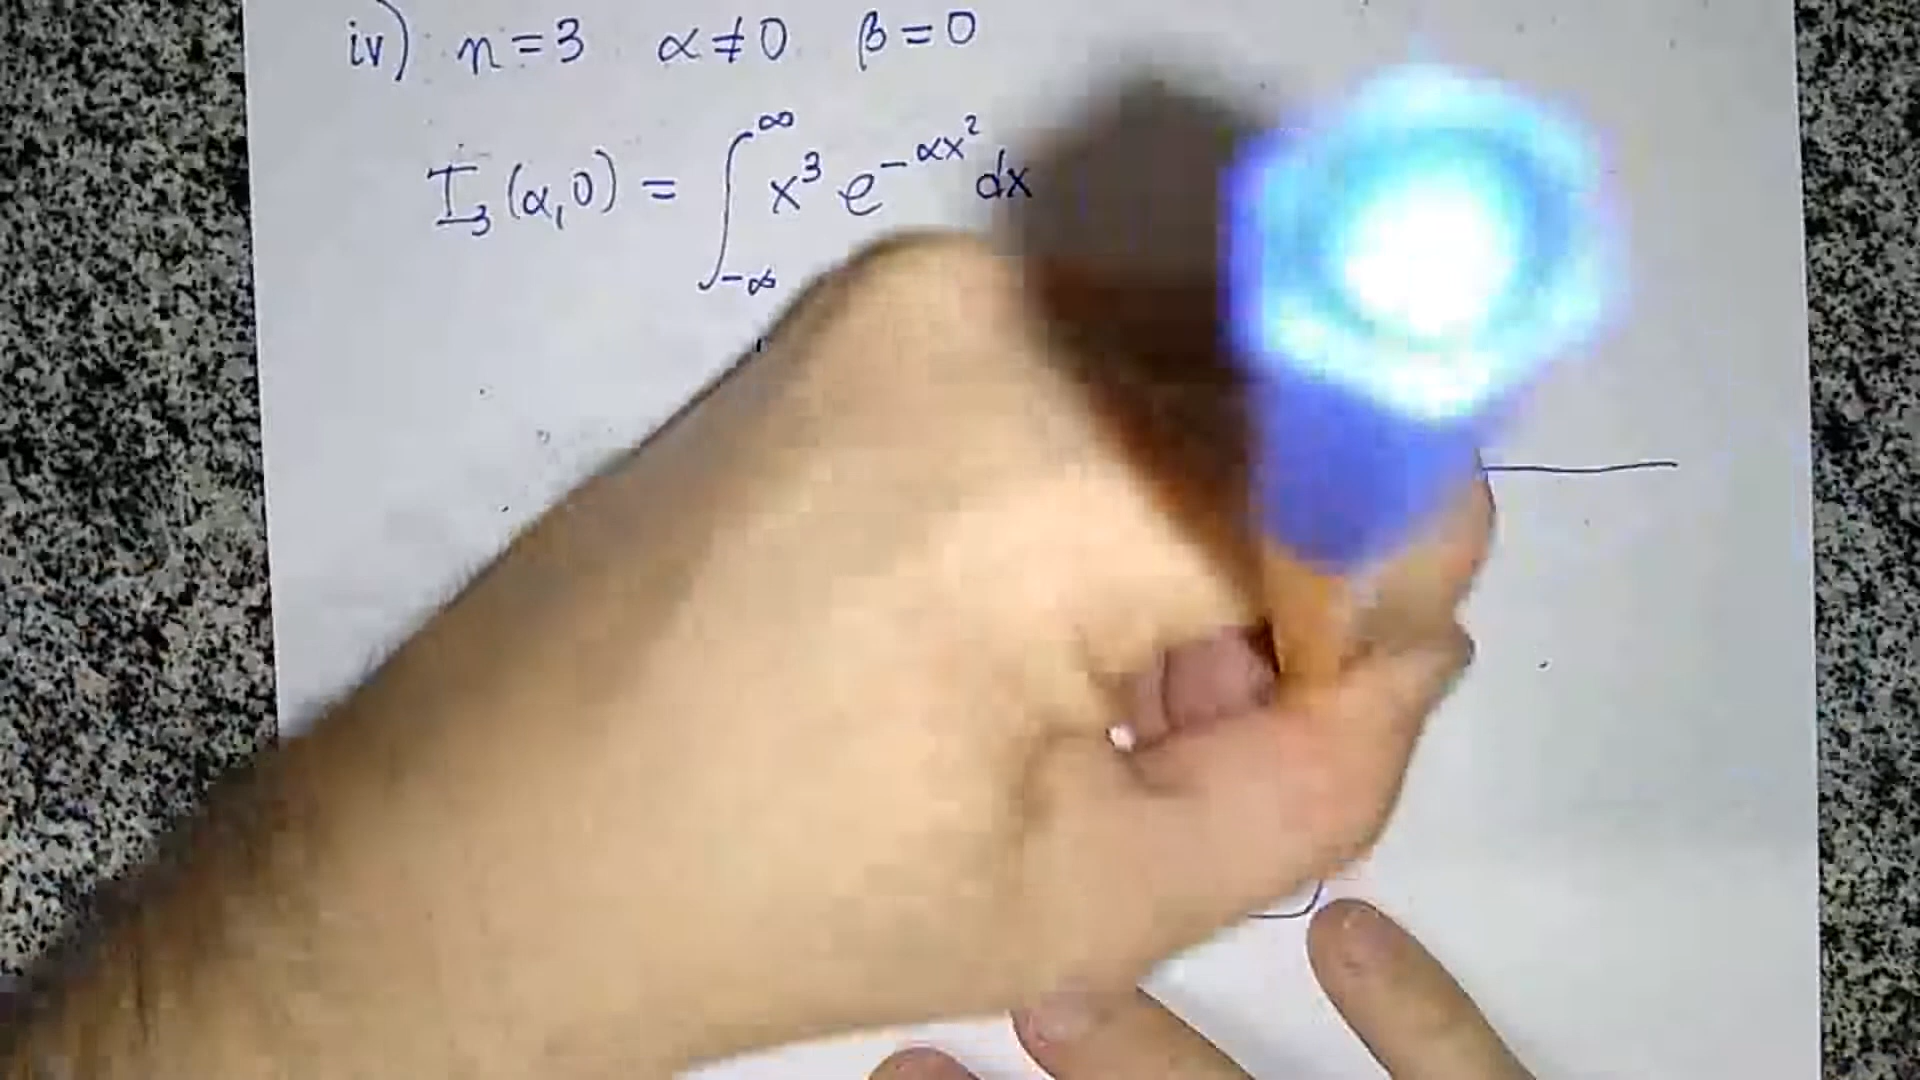 iv) n = 3 α ≠ 0 β = 0
I₃(α,0) = ∫_{-∞}^{∞} x³ e^{-αx²} dx